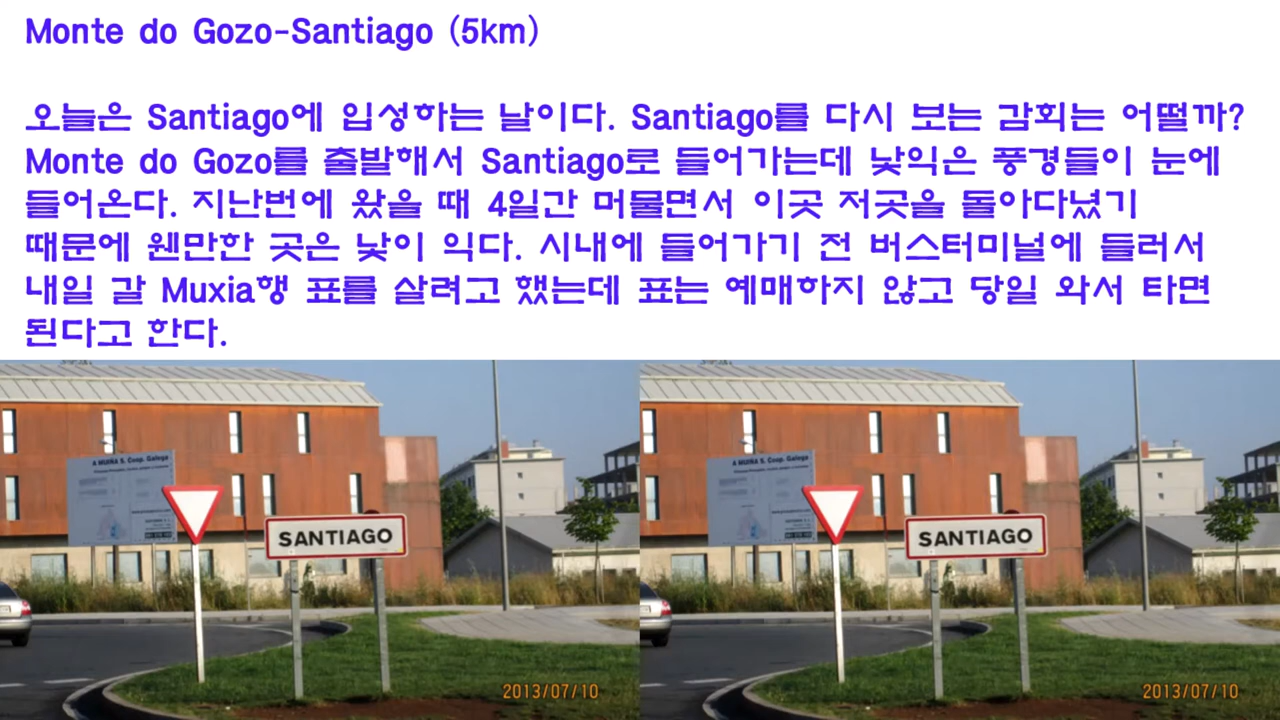 Monte do Gozo-Santiago (5km)
오늘은 Santiago에 입성하는 날이다. Santiago를 다시 보는 감회는 어떨까?
Monte do Gozo를 출발해서 Santiago로 들어가는데 낯익은 풍경들이 눈에
들어온다. 지난번에 왔을 때 4일간 머물면서 이곳 저곳을 돌아다녔기
때문에 웬만한 곳은 낯이 익다. 시내에 들어가기 전 버스터미널에 들러서
내일 갈 Muxia행 표를 살려고 했는데 표는 예매하지 않고 당일 와서 타면
된다고 한다.
A MUIÑA S. Coop. Galega
SANTIAGO
2013/07/10
A MUIÑA S. Coop. Galega
SANTIAGO
2013/07/10